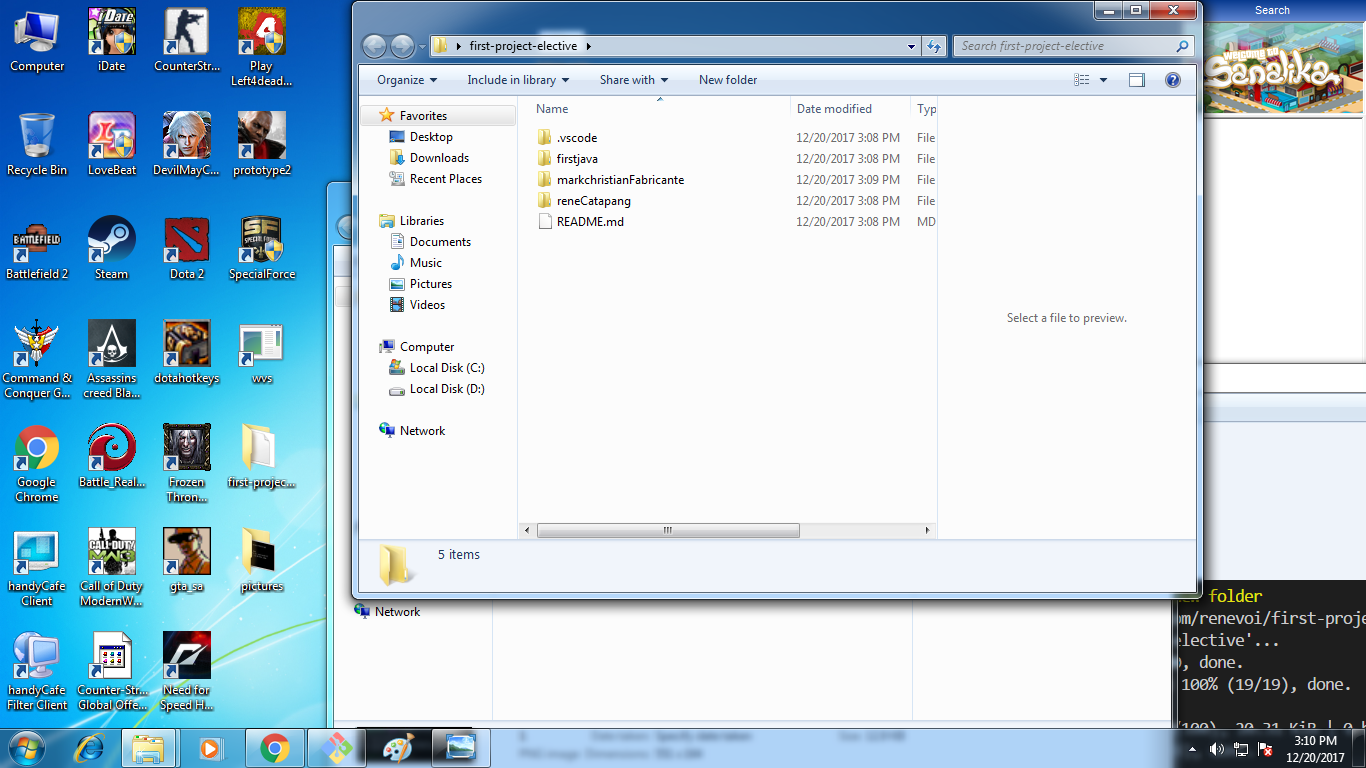 Computer
iDate
CounterStr...
Play
Left4dead...
Recycle Bin
LoveBeat
DevilMayC...
prototype2
Battlefield 2
Steam
Dota 2
SpecialForce
Command &
Conquer G...
Assassins
creed Bla...
dotahotkeys
wvs
Google
Chrome
Battle_Real...
Frozen
Thron...
first-projec...
handyCafe
Client
Call of Duty
ModernW...
gta_sa
pictures
handyCafe
Filter Client
Counter-Str...
Global Offe...
Need for
Speed H...
first-project-elective
Search first-project-elective
Organize
Include in library
Share with
New folder
Favorites
Desktop
Downloads
Recent Places
Libraries
Documents
Music
Pictures
Videos
Computer
Local Disk (C:)
Local Disk (D:)
Network
Name Date modified Typ
.vscode 12/20/2017 3:08 PM File
firstjava 12/20/2017 3:08 PM File
markchristianFabricante 12/20/2017 3:09 PM File
reneCatapang 12/20/2017 3:08 PM File
README.md 12/20/2017 3:08 PM MD
Select a file to preview.
5 items
Network
Search
Welcome to
Sanalika
folder
om/renevoi/first-proje
lective'...
), done.
100% (19/19), done.
3:10 PM
12/20/2017